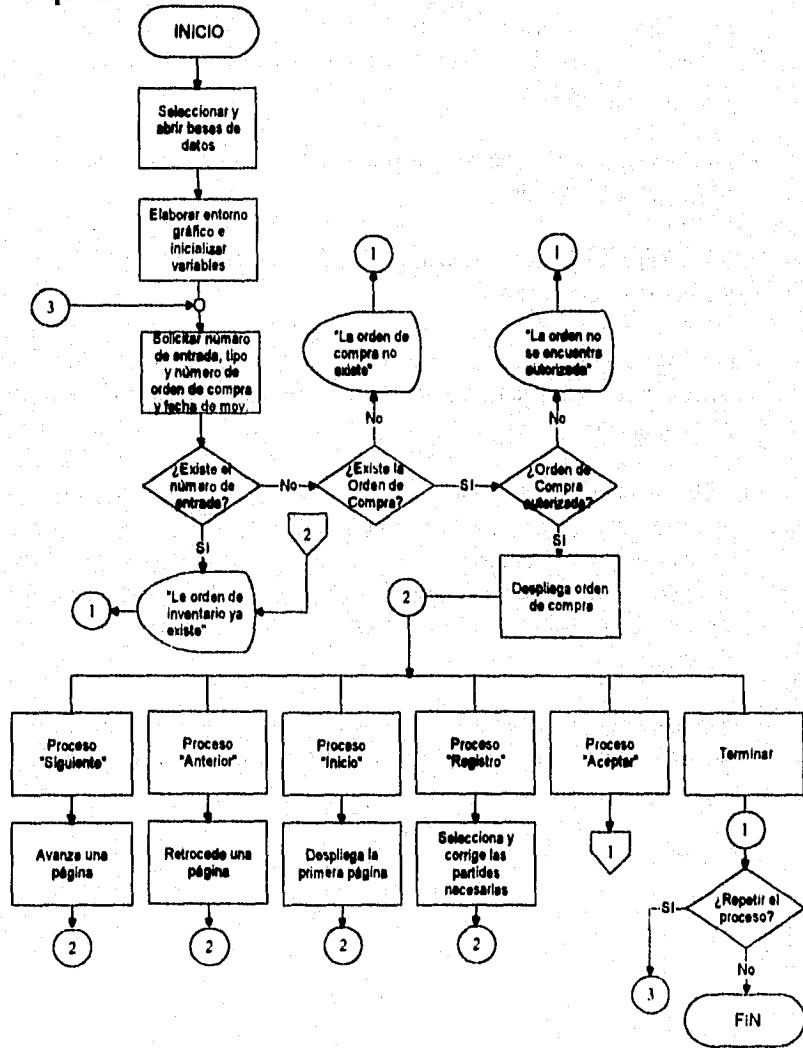 INICIO
Seleccionar y
abrir bases de
datos
Elaborar entorno
gráfico e
inicializar
variables
3
Solicitar número
de entrada, tipo
y número de
orden de compra
y fecha de mov.
1
"La orden de
compra no
existe"
No
1
"La orden no
se encuentra
autorizada"
No
¿Existe el
número de
entrada?
No
¿Existe la
Orden de
Compra?
SI
¿Orden de
Compra
autorizada?
SI
SI
2
1
"Le orden de
inventario ya
existe"
2
Despliega orden
de compra
Proceso
"Siguiente"
Proceso
"Anterior"
Proceso
"Inicio"
Proceso
"Registro"
Proceso
"Aceptar"
Terminar
Avanza una
página
Retrocede una
página
Despliega la
primera página
Selecciona y
corrige las
partidas
necesarias
1
1
2
2
2
2
¿Repetir el
proceso?
SI
No
3
FIN